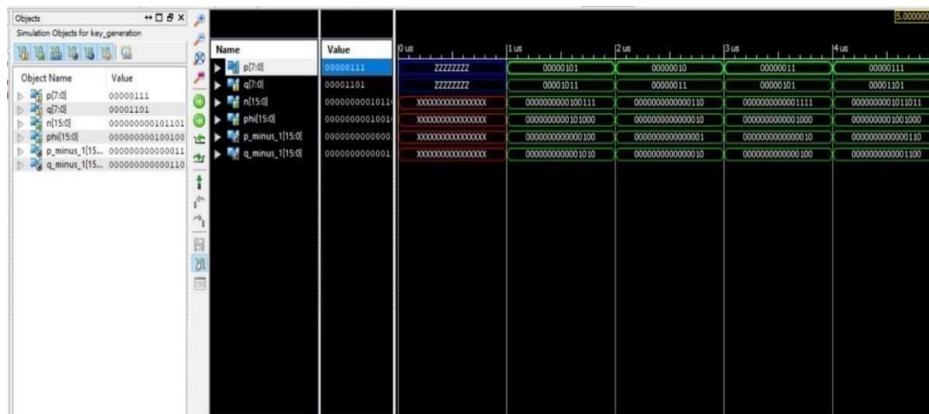 5.000000
Objects
Simulation Objects for key_generation
Object Name Value
p[7:0] 00000111
q[7:0] 00001101
n[15:0] 000000000101101
phi[15:0] 000000000100100
p_minus_1[15... 000000000000011
q_minus_1[15... 000000000000110
Name Value 0 us 1 us 2 us 3 us 4 us
p[7:0] 00000111 ZZZZZZZZ 00000101 00000010 00000011 00000111
q[7:0] 00001101 ZZZZZZZZ 00001011 00000011 00000101 00001101
n[15:0] 00000000010110 XXXXXXXXXXXXXXXX 0000000000000110 0000000000001111 0000000001011011
phi[15:0] 0000000001001 XXXXXXXXXXXXXXXX 0000000000101000 0000000000000010 0000000000001000 0000000001001000
p_minus_1[15:0] 0000000000000 XXXXXXXXXXXXXXXX 0000000000000100 0000000000000001 0000000000000010 0000000000000110
q_minus_1[15:0] 0000000000001 XXXXXXXXXXXXXXXX 0000000000001010 0000000000000010 0000000000000100 0000000000001100